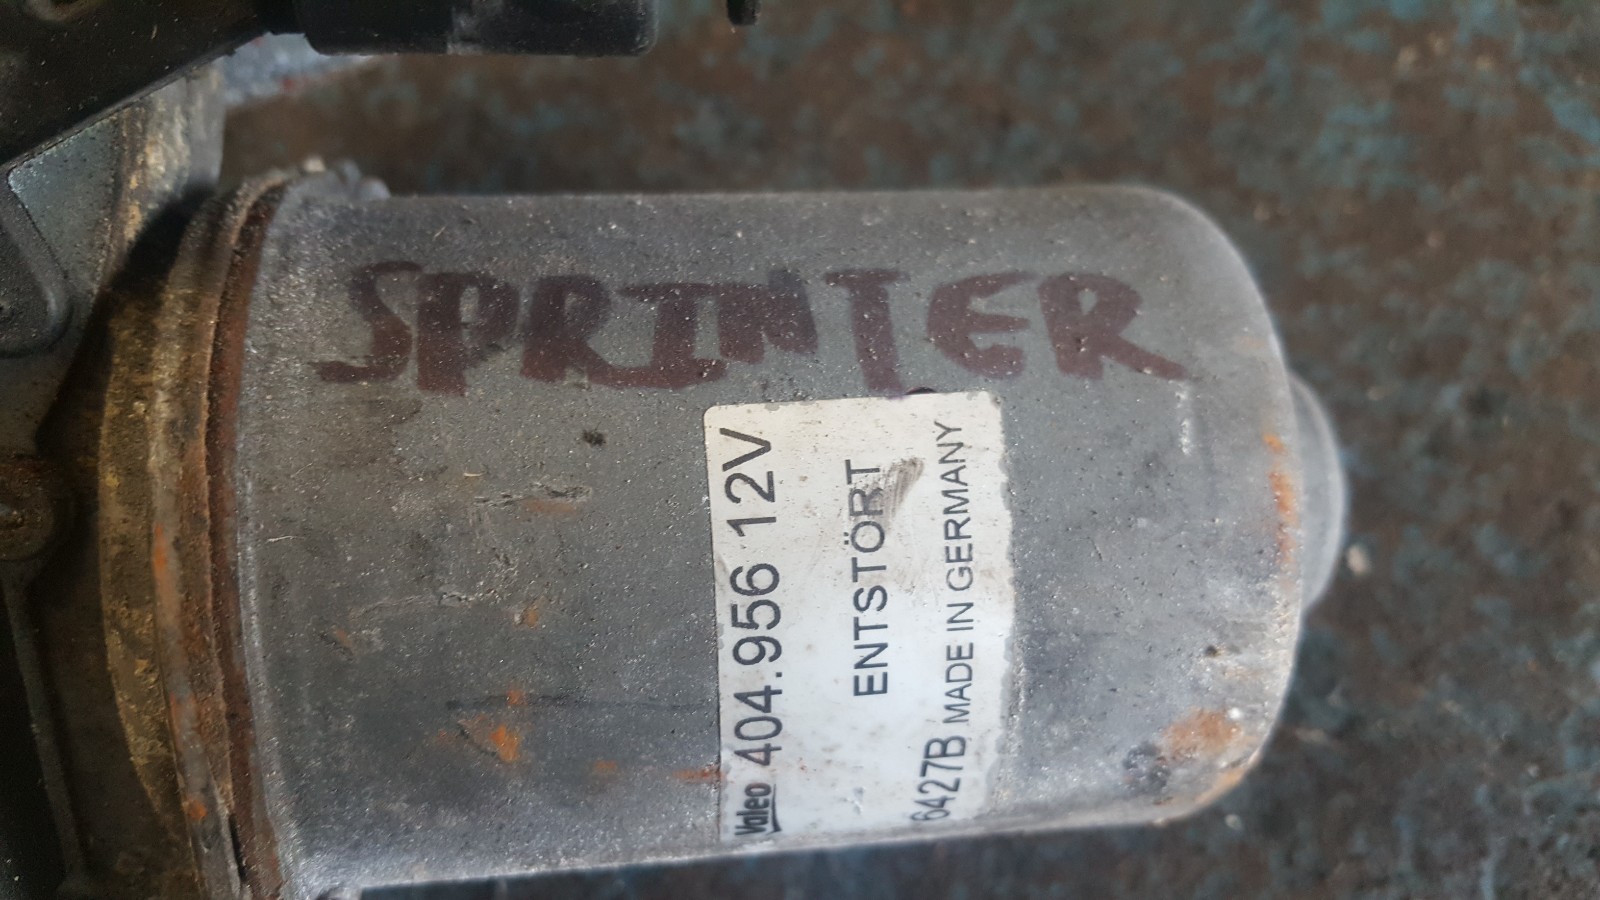 SPRINTER
Valeo 404.956 12V
ENTSTÖRT
6427B MADE IN GERMANY